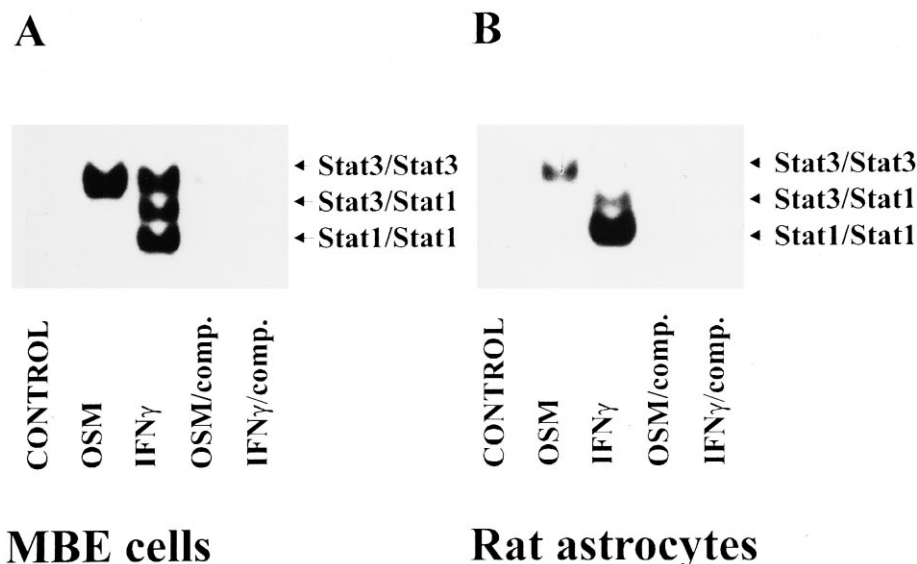 A
Stat3/Stat3
Stat3/Stat1
Stat1/Stat1
CONTROL
OSM
IFNγ
OSM/comp.
IFNγ/comp.
MBE cells
B
Stat3/Stat3
Stat3/Stat1
Stat1/Stat1
CONTROL
OSM
IFNγ
OSM/comp.
IFNγ/comp.
Rat astrocytes